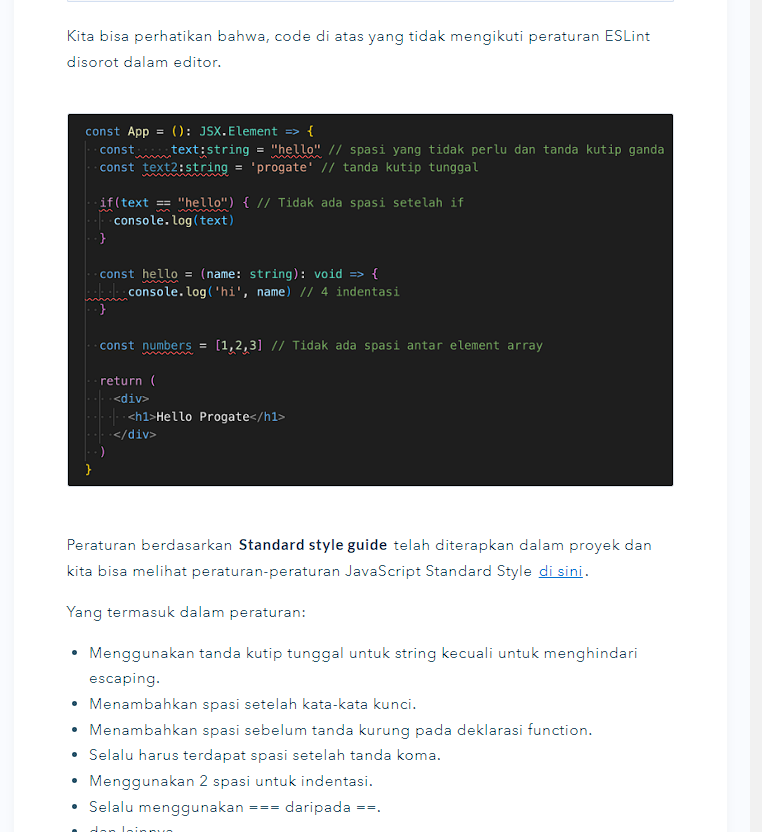 Kita bisa perhatikan bahwa, code di atas yang tidak mengikuti peraturan ESLint
disorot dalam editor.
const App = (): JSX.Element => {
const     text:string = "hello" // spasi yang tidak perlu dan tanda kutip ganda
const text2:string = 'progate' // tanda kutip tunggal
if(text == "hello") { // Tidak ada spasi setelah if
console.log(text)
}
const hello = (name: string): void => {
console.log('hi', name) // 4 indentasi
}
const numbers = [1,2,3] // Tidak ada spasi antar element array
return (
<div>
<h1>Hello Progate</h1>
</div>
)
}
Peraturan berdasarkan Standard style guide telah diterapkan dalam proyek dan
kita bisa melihat peraturan-peraturan JavaScript Standard Style di sini.
Yang termasuk dalam peraturan:
• Menggunakan tanda kutip tunggal untuk string kecuali untuk menghindari
escaping.
• Menambahkan spasi setelah kata-kata kunci.
• Menambahkan spasi sebelum tanda kurung pada deklarasi function.
• Selalu harus terdapat spasi setelah tanda koma.
• Menggunakan 2 spasi untuk indentasi.
• Selalu menggunakan === daripada ==.
• dan lainnya